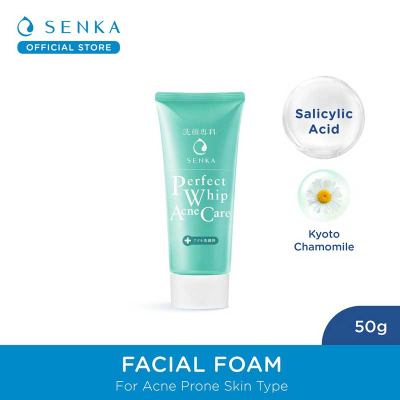 SENKA
OFFICIAL STORE
Salicylic
Acid
洗顔専科
SENKA
Perfect
Whip
Acne Care
Kyoto
Chamomile
50g
FACIAL FOAM
For Acne Prone Skin Type